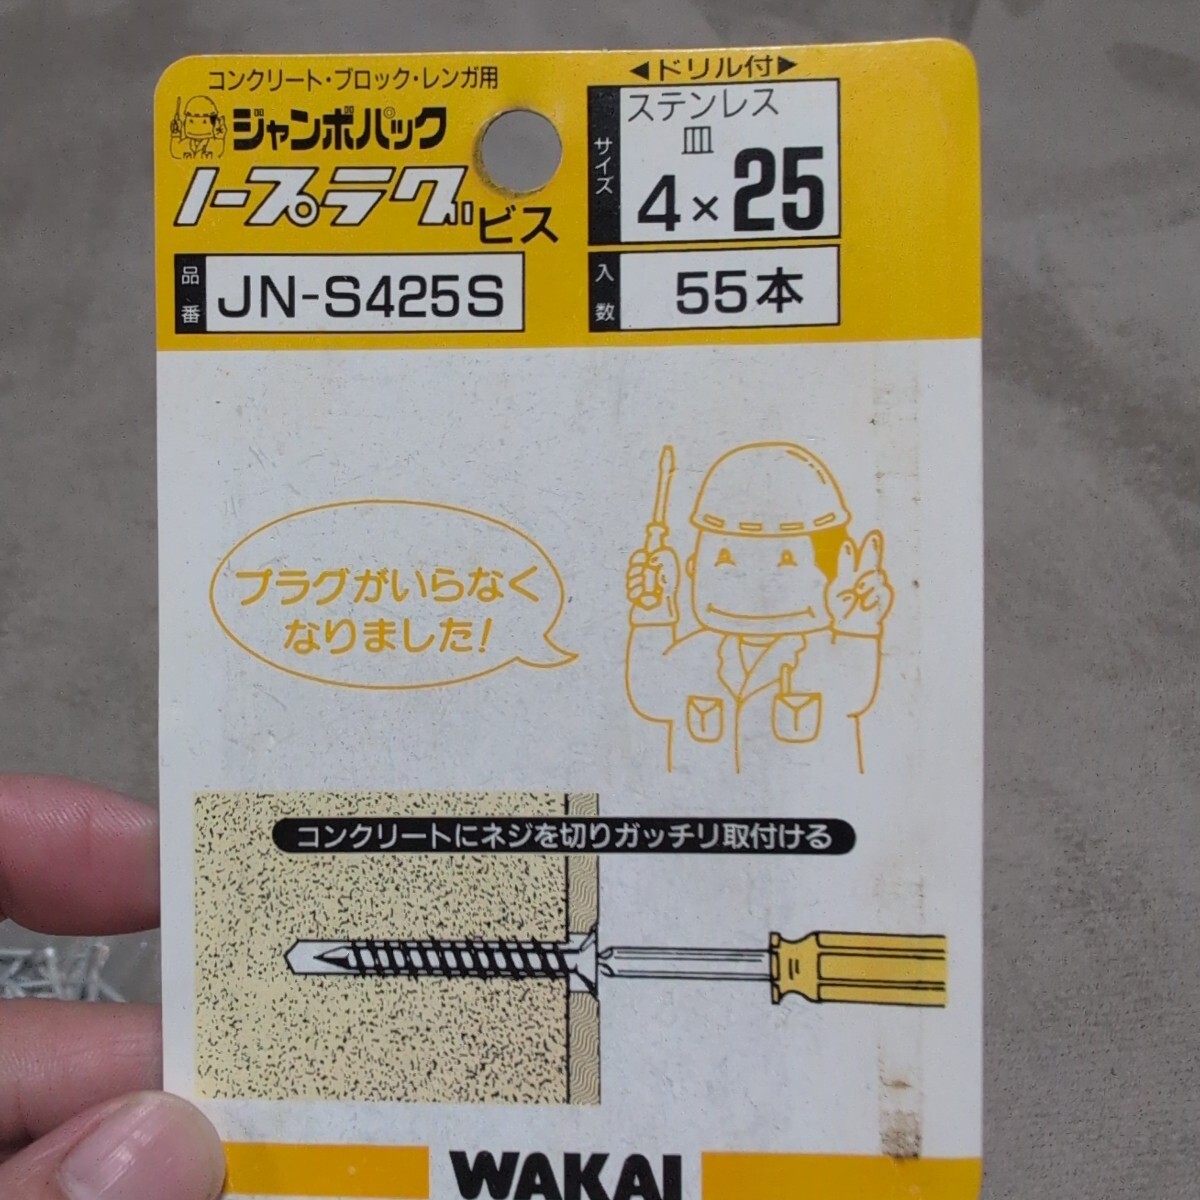 コンクリート・ブロック・レンガ用
ジャンボパック
ノープラグビス
品番 JN-S425S
◀ドリル付▶
サイズ
ステンレス
皿
4×25
入数 55本
プラグがいらなく
なりました!
コンクリートにネジを切りガッチリ取付ける
WAKAI